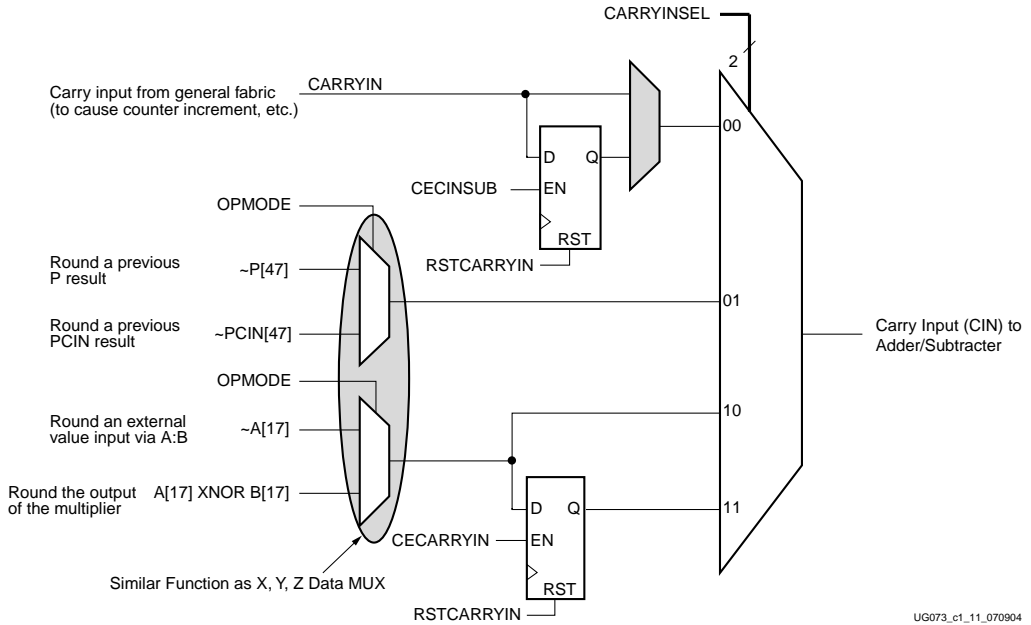 CARRYINSEL
2
Carry input from general fabric
(to cause counter increment, etc.)
CARRYIN
00
D Q
CECINSUB
EN
RST
RSTCARRYIN
OPMODE
Round a previous
P result
~P[47]
01
Round a previous
PCIN result
~PCIN[47]
Carry Input (CIN) to
Adder/Subtracter
OPMODE
Round an external
value input via A:B
~A[17]
10
Round the output
of the multiplier
A[17] XNOR B[17]
D Q
11
CECARRYIN
EN
RST
Similar Function as X, Y, Z Data MUX
RSTCARRYIN
UG073_c1_11_070904